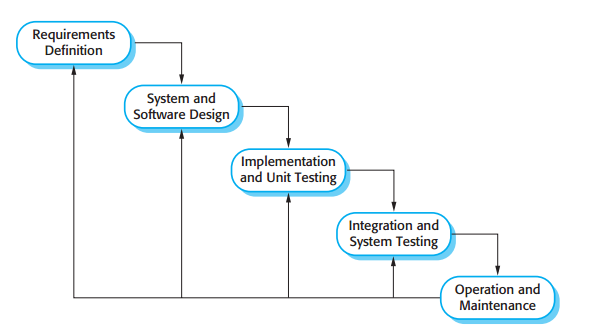 Requirements
Definition
System and
Software Design
Implementation
and Unit Testing
Integration and
System Testing
Operation and
Maintenance